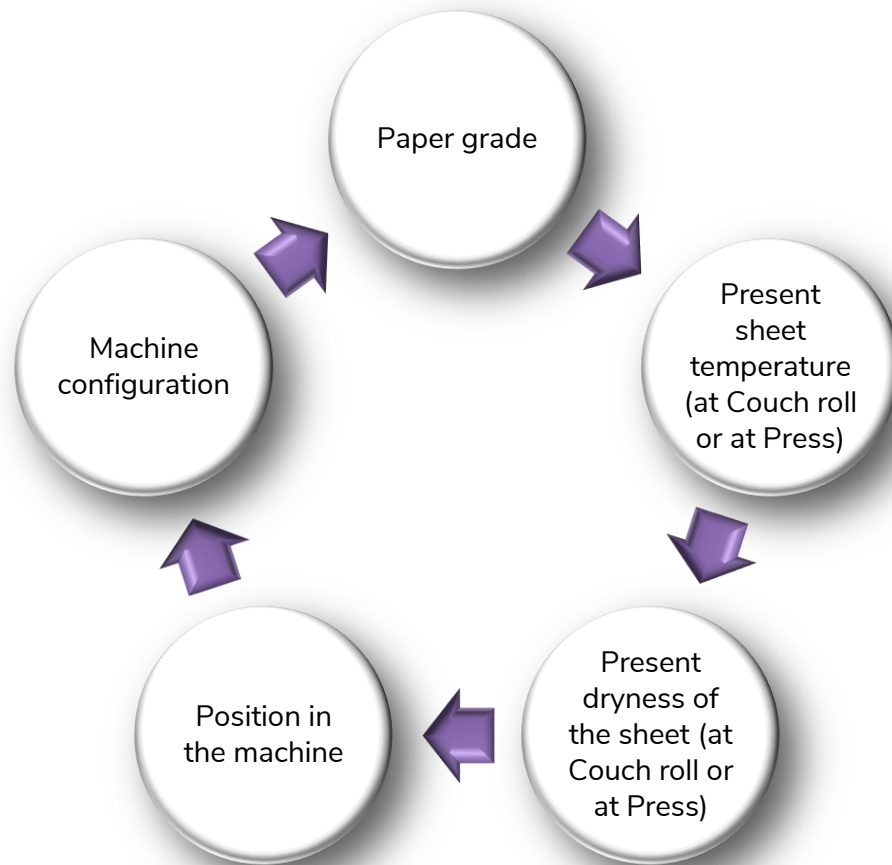 Paper grade
Present
sheet
temperature
(at Couch roll
or at Press)
Present
dryness of
the sheet (at
Couch roll or
at Press)
Position in
the machine
Machine
configuration